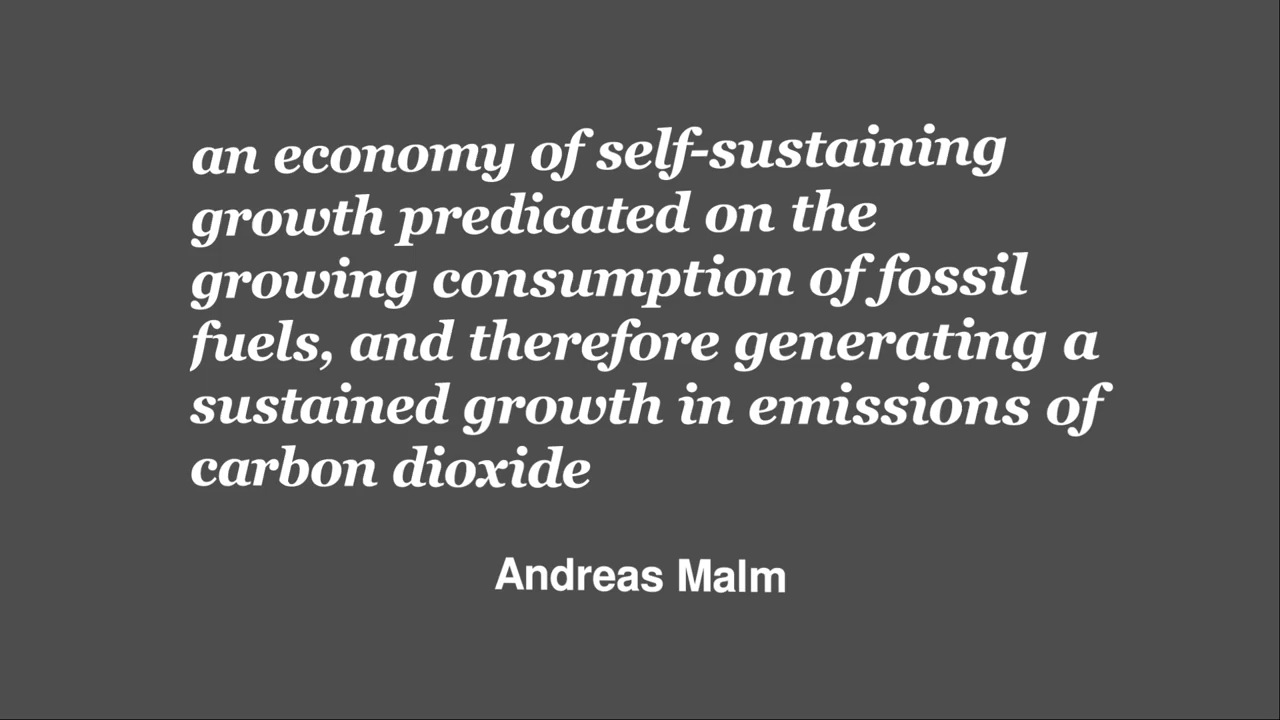 an economy of self-sustaining
growth predicated on the
growing consumption of fossil
fuels, and therefore generating a
sustained growth in emissions of
carbon dioxide
Andreas Malm